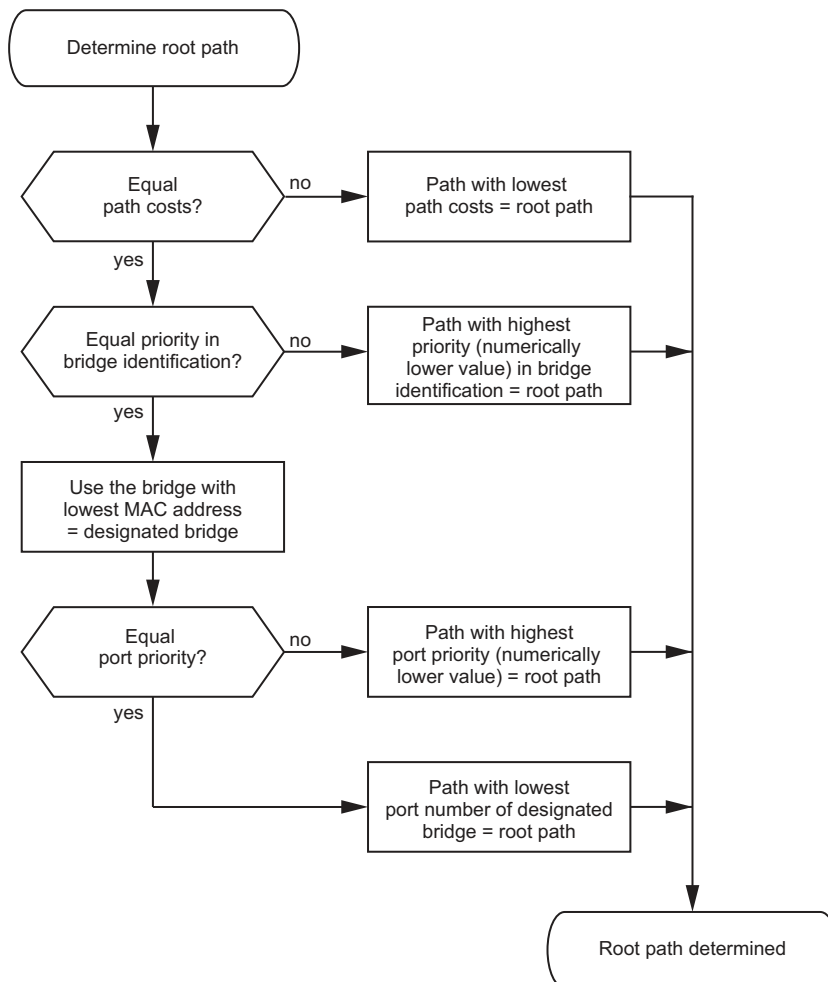 Determine root path
Equal
path costs?
no
Path with lowest
path costs = root path
yes
Equal priority in
bridge identification?
no
Path with highest
priority (numerically
lower value) in bridge
identification = root path
yes
Use the bridge with
lowest MAC address
= designated bridge
Equal
port priority?
no
Path with highest
port priority (numerically
lower value) = root path
yes
Path with lowest
port number of designated
bridge = root path
Root path determined